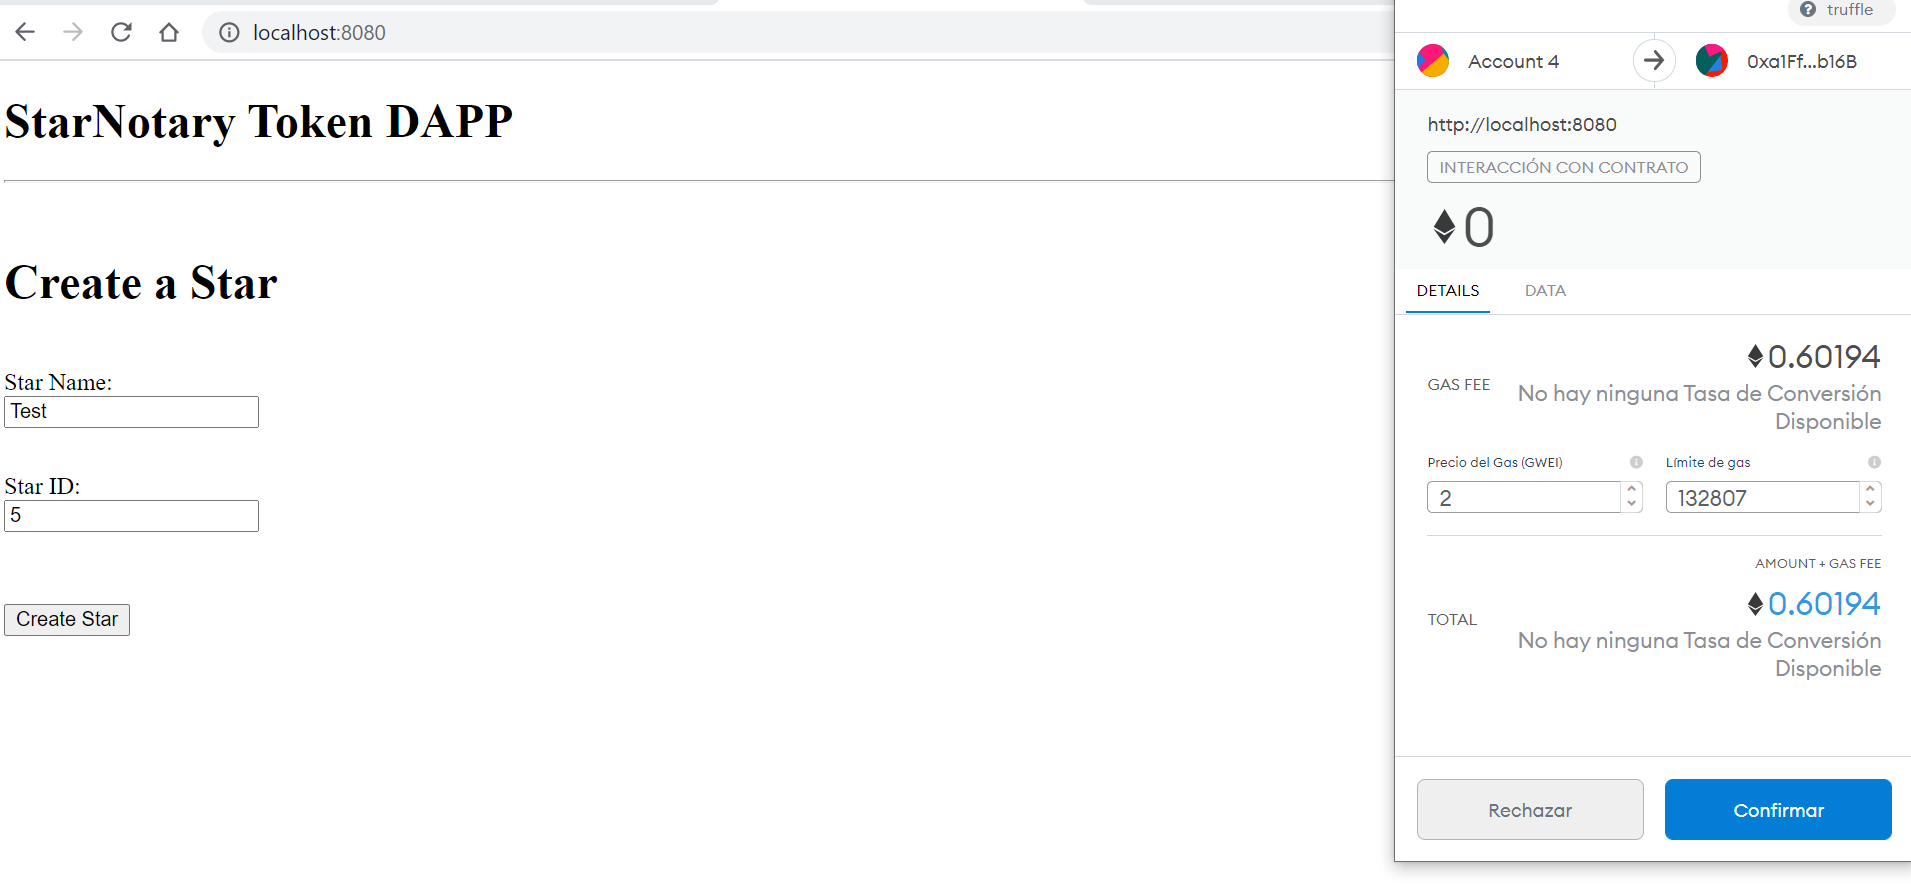 localhost:8080
StarNotary Token DAPP
Create a Star
Star Name:
Test
Star ID:
5
Create Star
truffle
Account 4
0xa1Ff...b16B
http://localhost:8080
INTERACCIÓN CON CONTRATO
0
DETAILS
DATA
GAS FEE
0.60194
No hay ninguna Tasa de Conversión
Disponible
Precio del Gas (GWEI)
Límite de gas
2
132807
AMOUNT + GAS FEE
TOTAL
0.60194
No hay ninguna Tasa de Conversión
Disponible
Rechazar
Confirmar